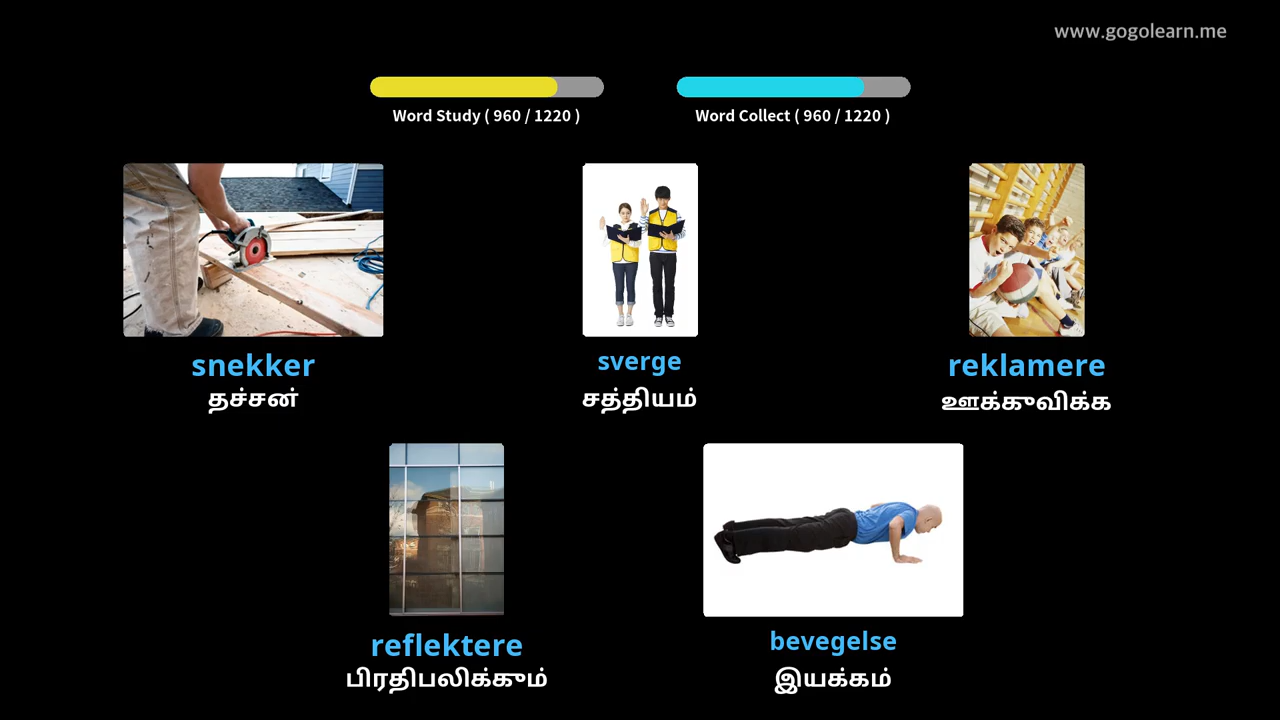 www.gogolearn.me
Word Study ( 960 / 1220 )
Word Collect ( 960 / 1220 )
snekker
தச்சன்
sverge
சத்தியம்
reklamere
ஊக்குவிக்க
reflektere
பிரதிபலிக்கும்
bevegelse
இயக்கம்